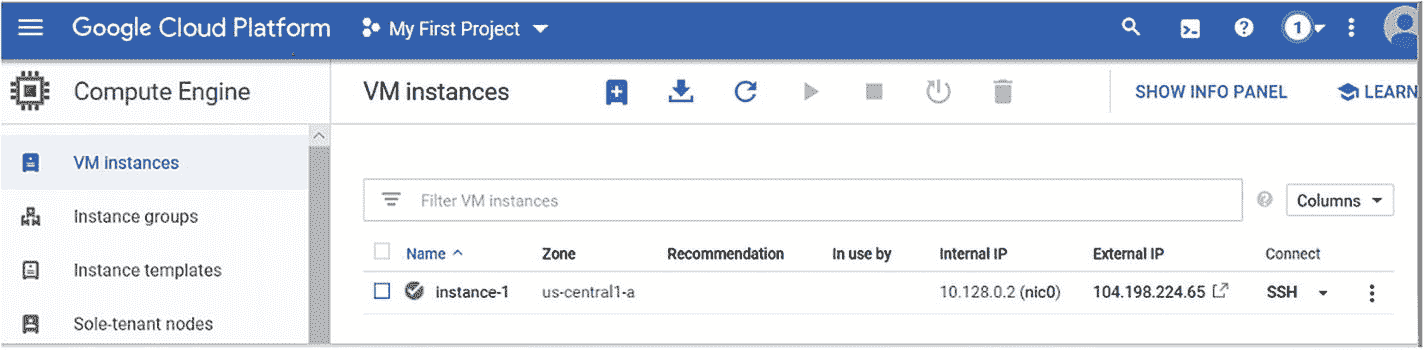 Google Cloud Platform My First Project 1
Compute Engine VM instances SHOW INFO PANEL LEARN
VM instances
Instance groups
Instance templates
Sole-tenant nodes
Filter VM instances Columns
Name Zone Recommendation In use by Internal IP External IP Connect
instance-1 us-central1-a 10.128.0.2 (nic0) 104.198.224.65 SSH